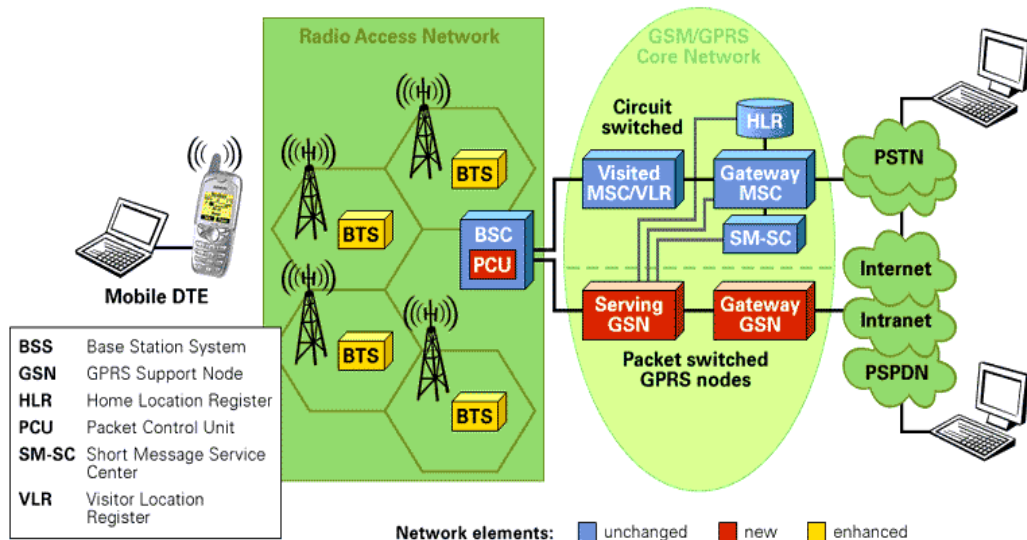 Radio Access Network
GSM/GPRS
Core Network
Circuit
switched
HLR
PSTN
BTS
Visited
MSC/VLR
Gateway
MSC
BTS
BSC
PCU
SM-SC
Mobile DTE
Internet
Serving
GSN
Gateway
GSN
Intranet
BTS
Packet switched
GPRS nodes
PSPDN
BTS
BSS Base Station System
GSN GPRS Support Node
HLR Home Location Register
PCU Packet Control Unit
SM-SC Short Message Service
Center
VLR Visitor Location
Register
Network elements: unchanged new enhanced